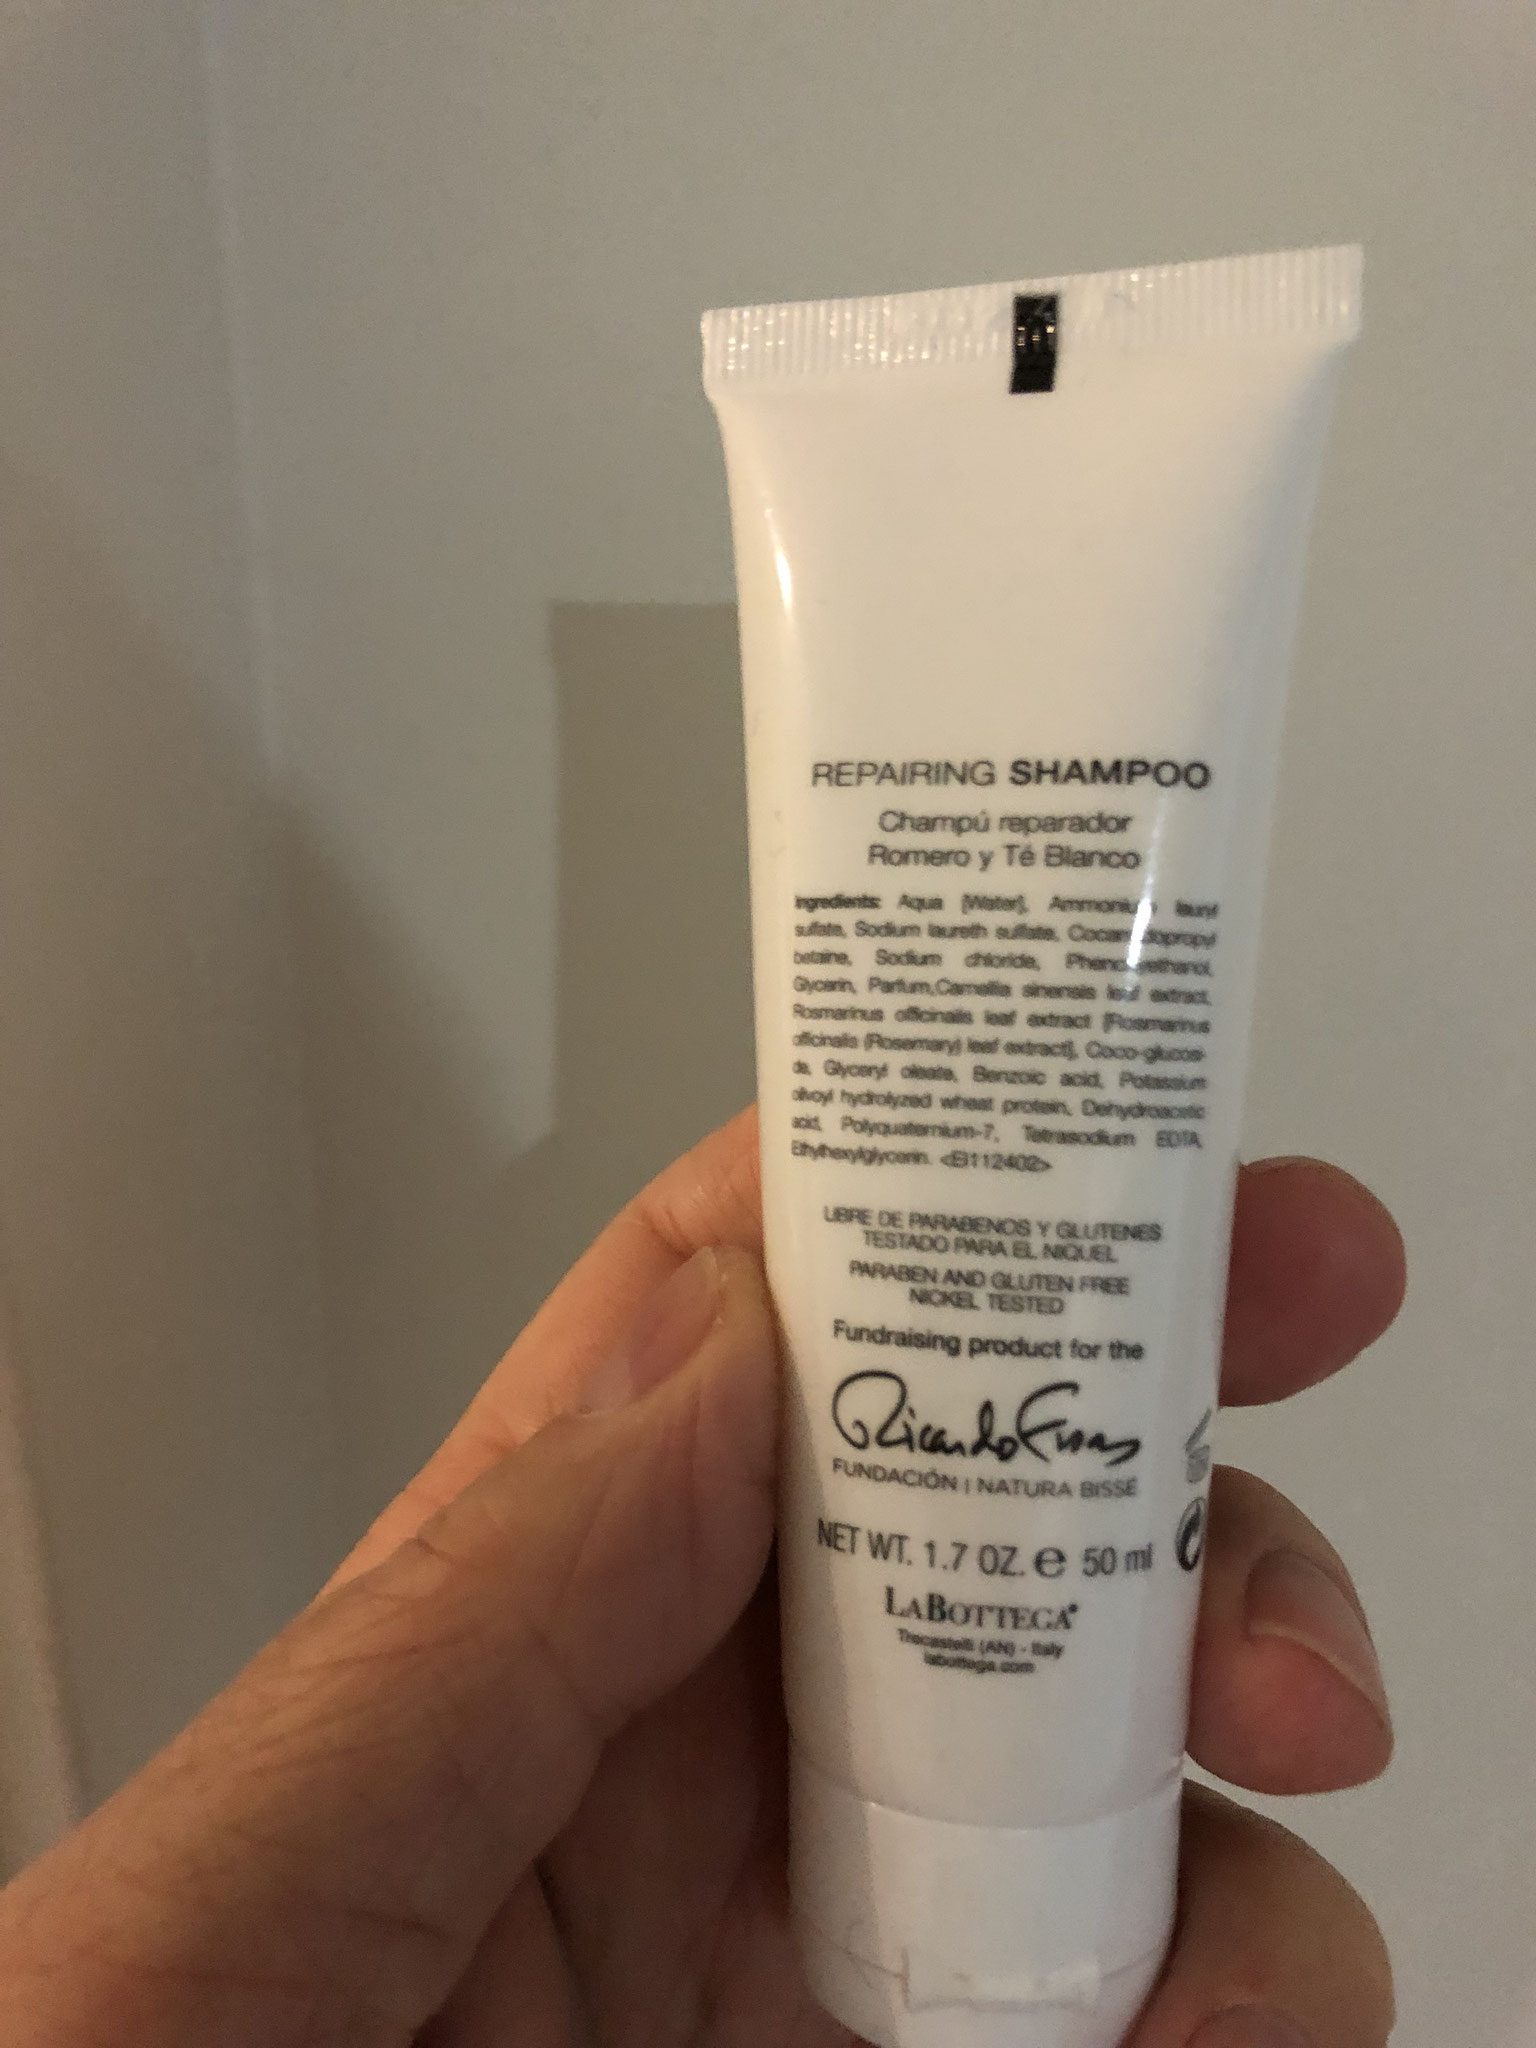 REPAIRING SHAMPOO
Champú reparador
Romero y Té Blanco
Ingredients: Aqua [Water], Ammonium lauryl
sulfate, Sodium laureth sulfate, Cocamidopropyl
betaine, Sodium chloride, Phenoxyethanol,
Glycerin, Parfum,Camellia sinensis leaf extract,
Rosmarinus officinalis leaf extract [Rosmarinus
officinalis (Rosemary) leaf extract], Coco-glucosi-
de, Glyceryl oleate, Benzoic acid, Potassium
olivoyl hydrolyzed wheat protein, Dehydroacetic
acid, Polyquaternium-7, Tetrasodium EDTA,
Ethylhexylglycerin. <EI112402>
LIBRE DE PARABENOS Y GLUTENES
TESTADO PARA EL NIQUEL
PARABEN AND GLUTEN FREE
NICKEL TESTED
Fundraising product for the
Ricardo Fisas
FUNDACIÓN | NATURA BISSÉ
NET WT. 1.7 OZ. e 50 ml
LABOTTEGA®
Trecastelli (AN) - Italy
labottega.com